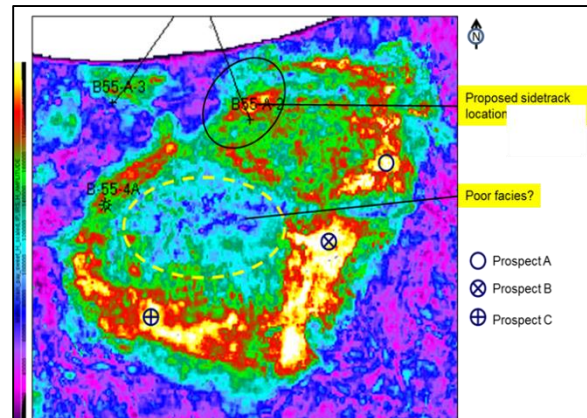 N
B55-A-3
B55-A-2
Proposed sidetrack
location
B-55-4A
Poor facies?
Prospect A
Prospect B
Prospect C